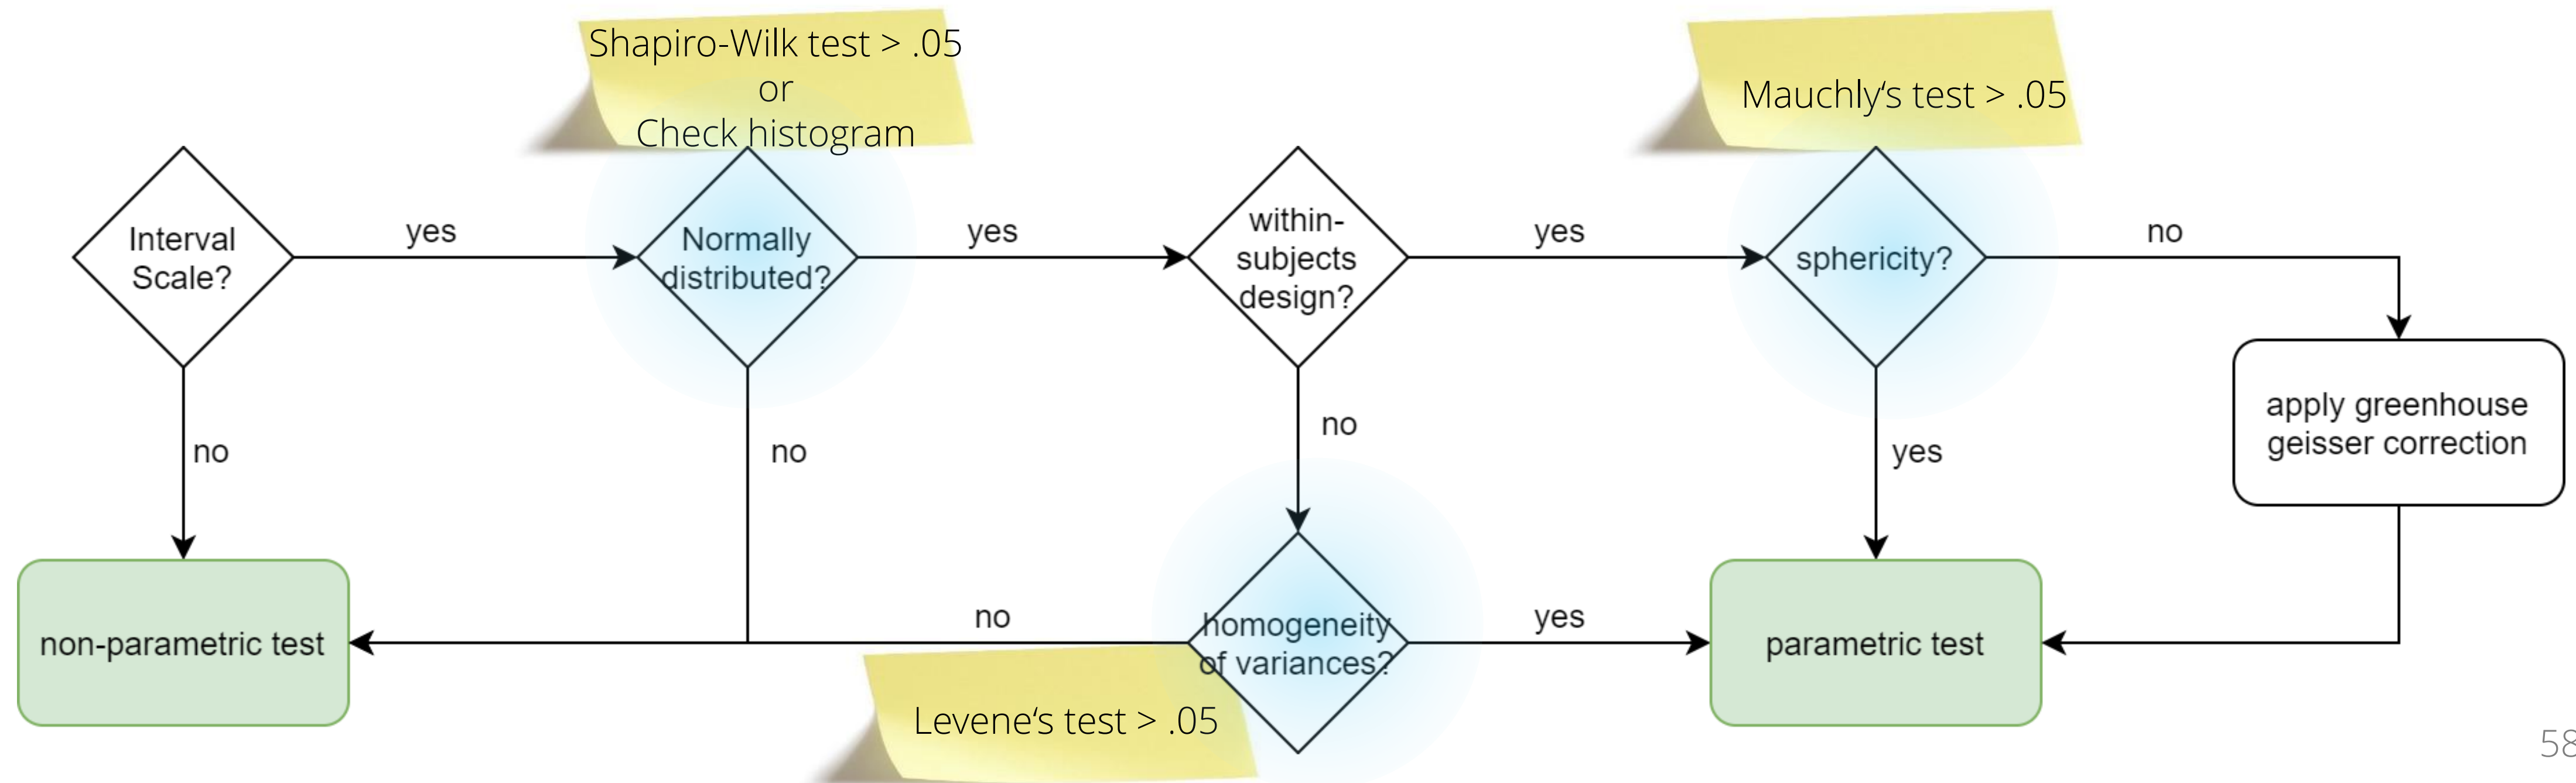 Shapiro-Wilk test > .05
or
Check histogram
Mauchly‘s test > .05
Interval
Scale?
yes
Normally
distributed?
yes
within-
subjects
design?
yes
sphericity?
no
no
no
no
yes
apply greenhouse
geisser correction
non-parametric test
no
homogeneity
of variances?
yes
parametric test
Levene‘s test > .05
58